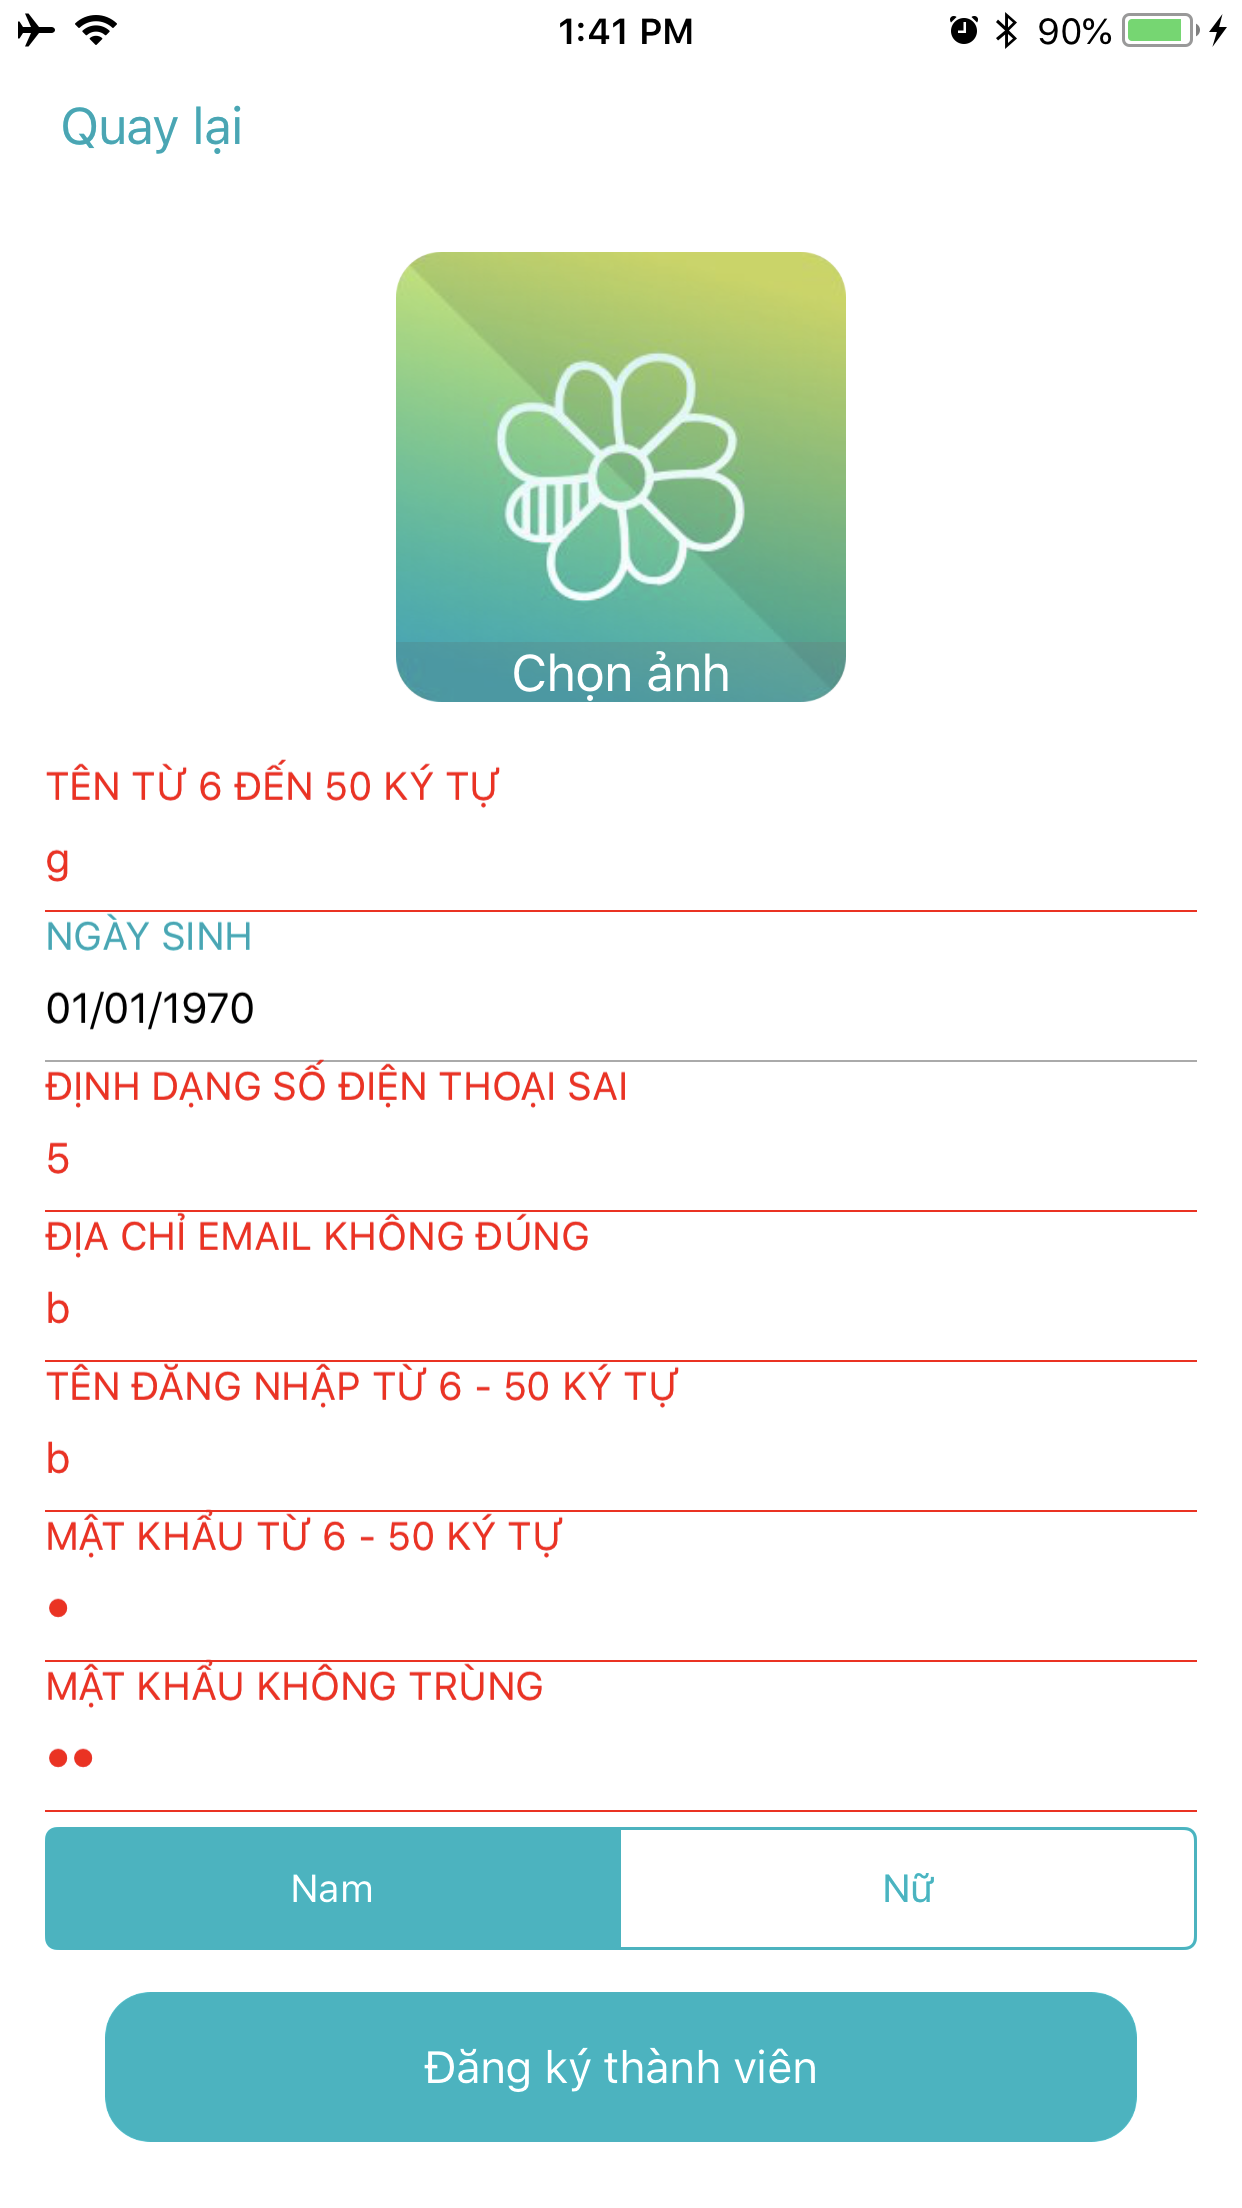 1:41 PM
90%
Quay lại
Chọn ảnh
TÊN TỪ 6 ĐẾN 50 KÝ TỰ
g
NGÀY SINH
01/01/1970
ĐỊNH DẠNG SỐ ĐIỆN THOẠI SAI
5
ĐỊA CHỈ EMAIL KHÔNG ĐÚNG
b
TÊN ĐĂNG NHẬP TỪ 6 - 50 KÝ TỰ
b
MẬT KHẨU TỪ 6 - 50 KÝ TỰ
•
MẬT KHẨU KHÔNG TRÙNG
••
Nam
Nữ
Đăng ký thành viên